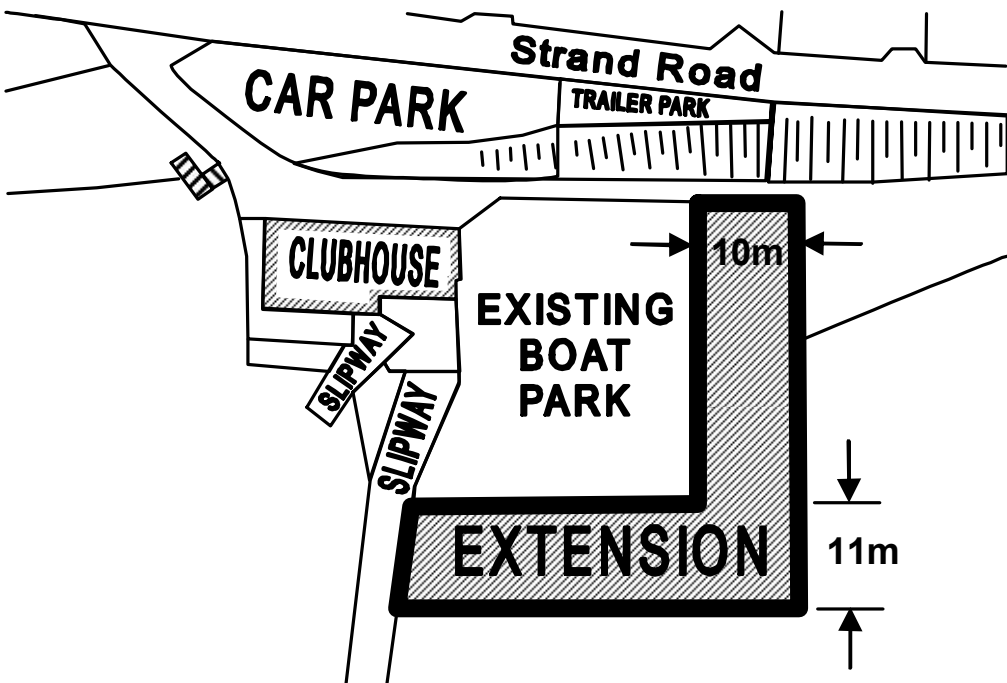 Strand Road
CAR PARK
TRAILER PARK
CLUBHOUSE
10m
EXISTING
BOAT
PARK
SLIPWAY
SLIPWAY
EXTENSION
11m